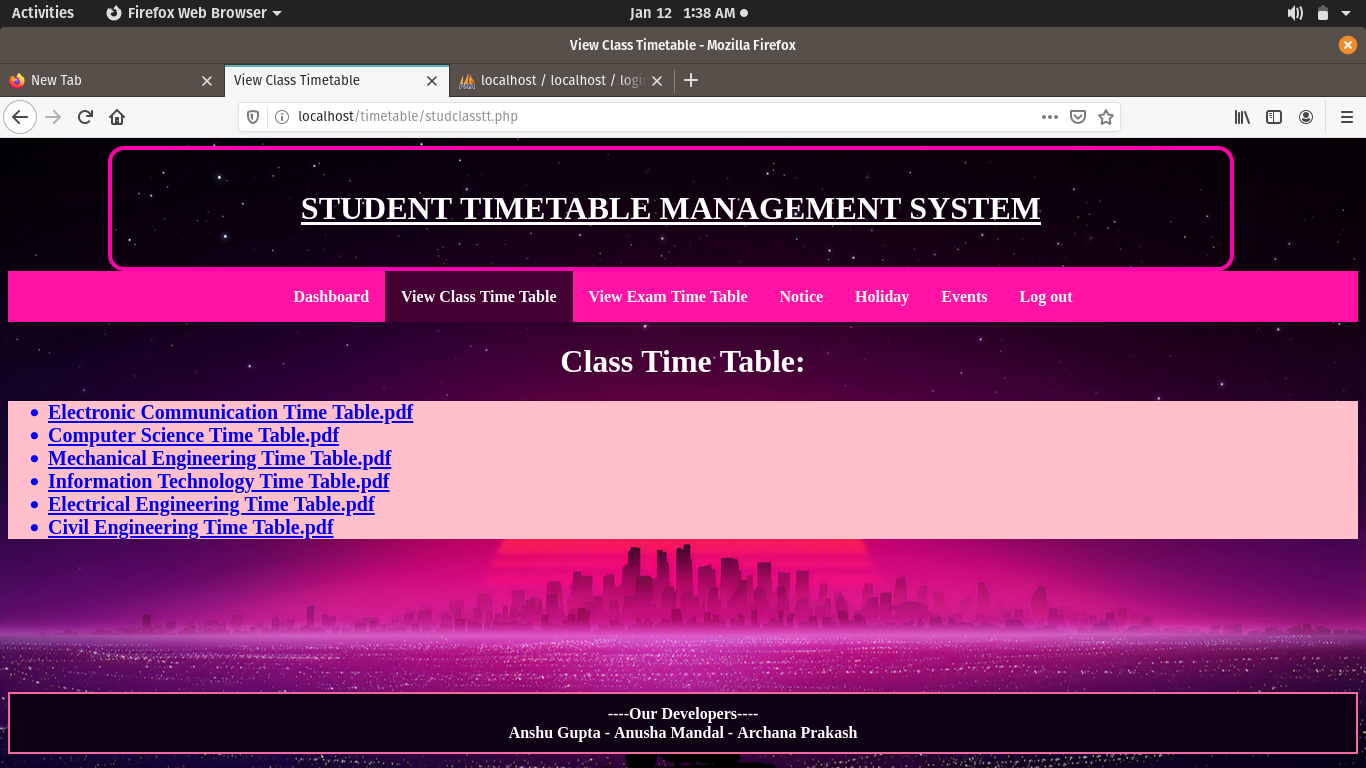 Activities Firefox Web Browser Jan 12 1:38 AM
View Class Timetable - Mozilla Firefox
New Tab View Class Timetable localhost / localhost / logi
localhost/timetable/studclasstt.php
STUDENT TIMETABLE MANAGEMENT SYSTEM
Dashboard View Class Time Table View Exam Time Table Notice Holiday Events Log out
Class Time Table:
Electronic Communication Time Table.pdf
Computer Science Time Table.pdf
Mechanical Engineering Time Table.pdf
Information Technology Time Table.pdf
Electrical Engineering Time Table.pdf
Civil Engineering Time Table.pdf
----Our Developers----
Anshu Gupta - Anusha Mandal - Archana Prakash